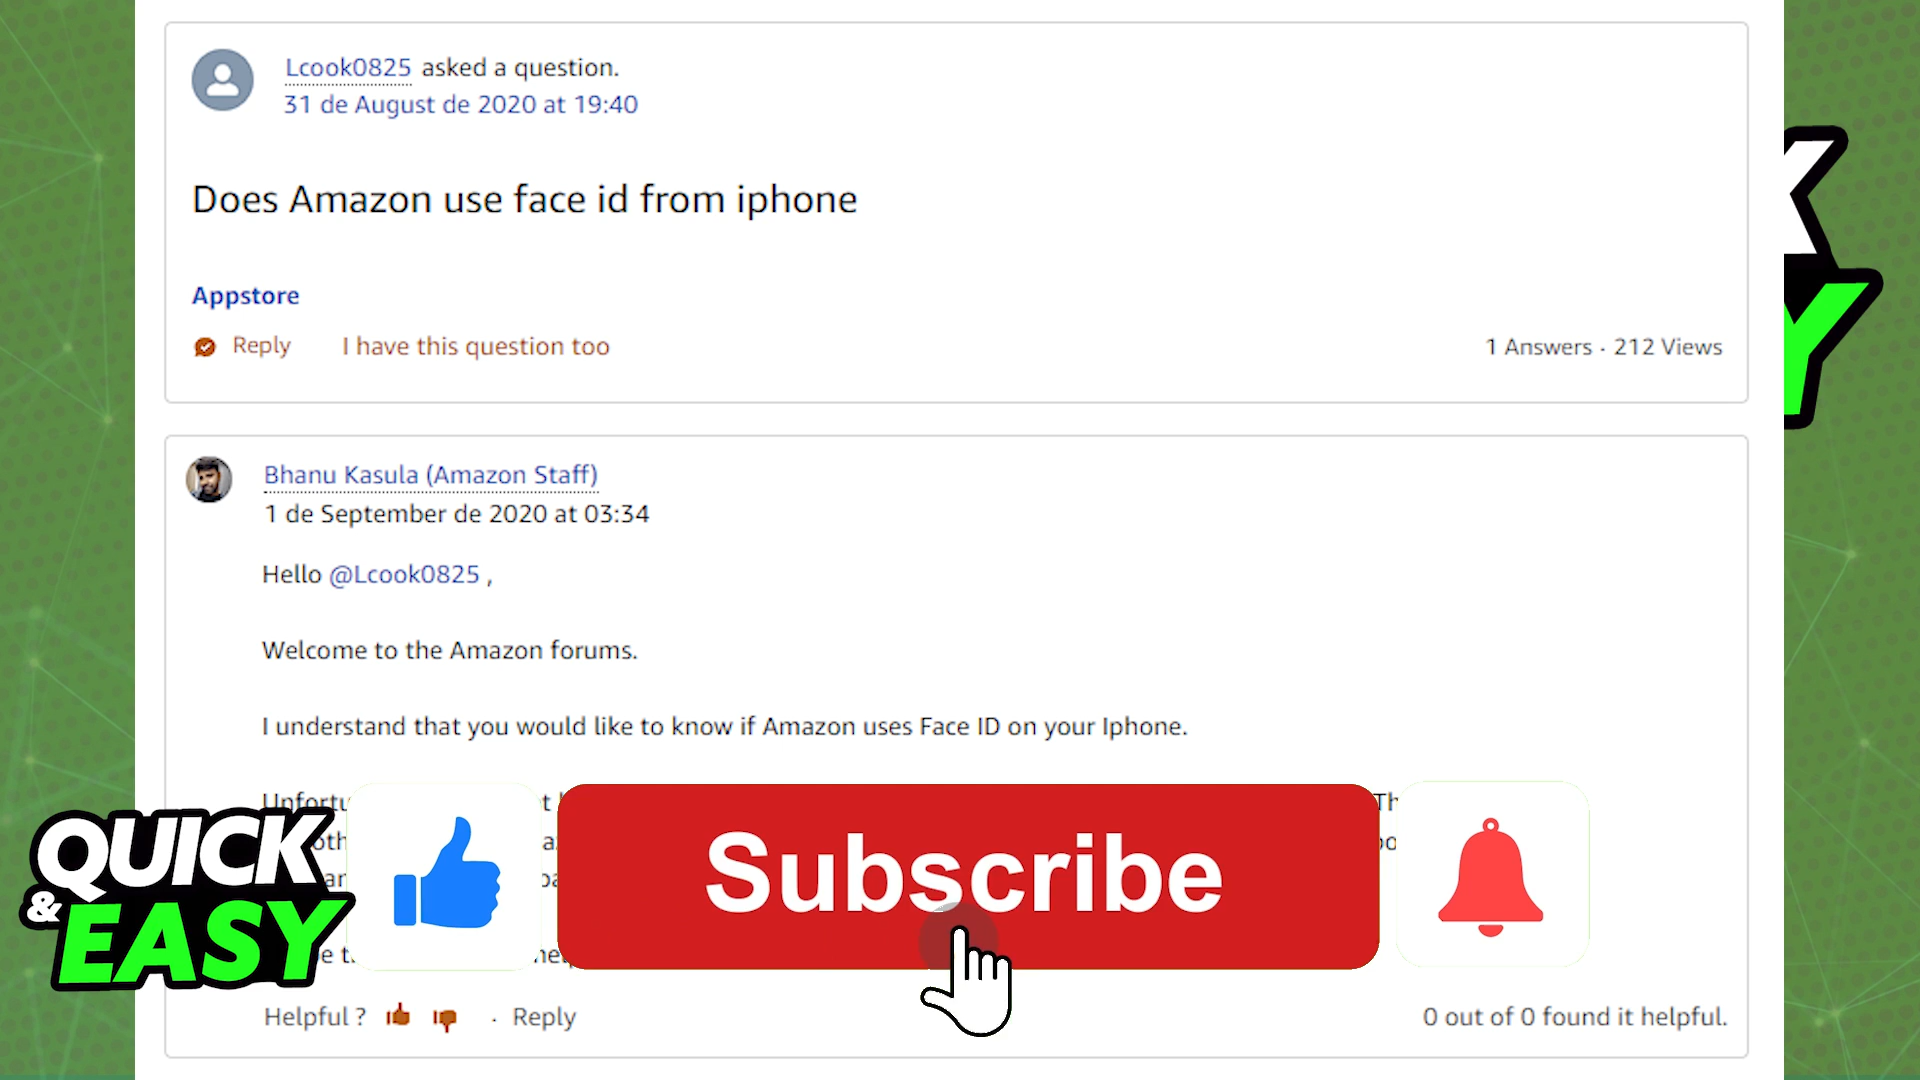 Lcook0825 asked a question.
31 de August de 2020 at 19:40
Does Amazon use face id from iphone
Appstore
Reply I have this question too
1 Answers · 212 Views
Bhanu Kasula (Amazon Staff)
1 de September de 2020 at 03:34
Hello @Lcook0825 ,
Welcome to the Amazon forums.
I understand that you would like to know if Amazon uses Face ID on your Iphone.
Subscribe
QUICK
& EASY
Helpful ? · Reply
0 out of 0 found it helpful.